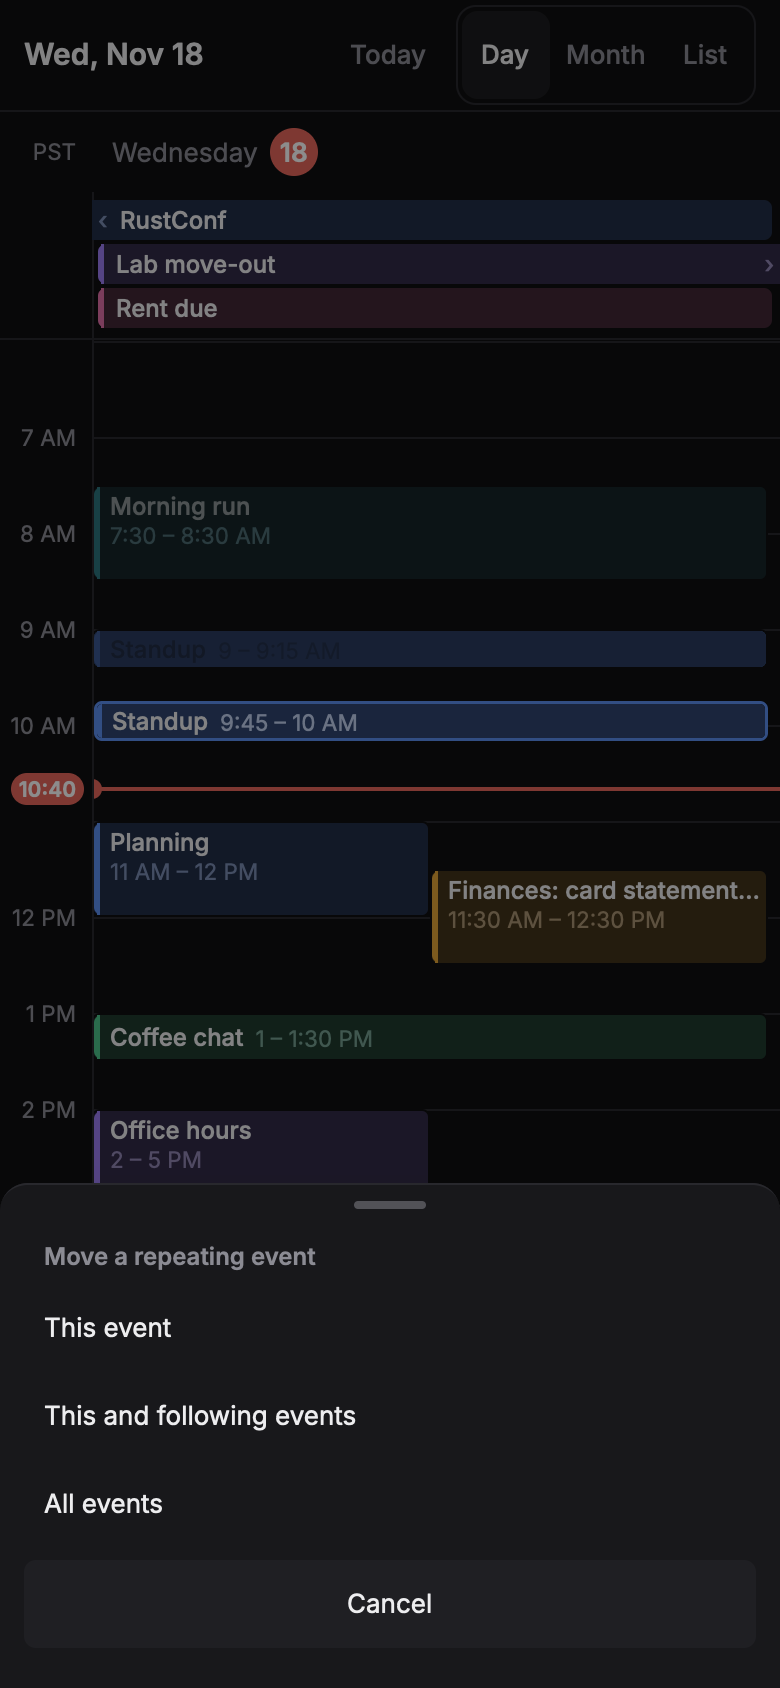 Wed, Nov 18 Today Day Month List
PST Wednesday 18
‹ RustConf
Lab move-out ›
Rent due
7 AM
Morning run
8 AM 7:30 – 8:30 AM
9 AM
Standup 9 – 9:15 AM
10 AM Standup 9:45 – 10 AM
10:40
Planning
11 AM – 12 PM
Finances: card statement...
12 PM 11:30 AM – 12:30 PM
1 PM
Coffee chat 1 – 1:30 PM
2 PM
Office hours
2 – 5 PM
Move a repeating event
This event
This and following events
All events
Cancel